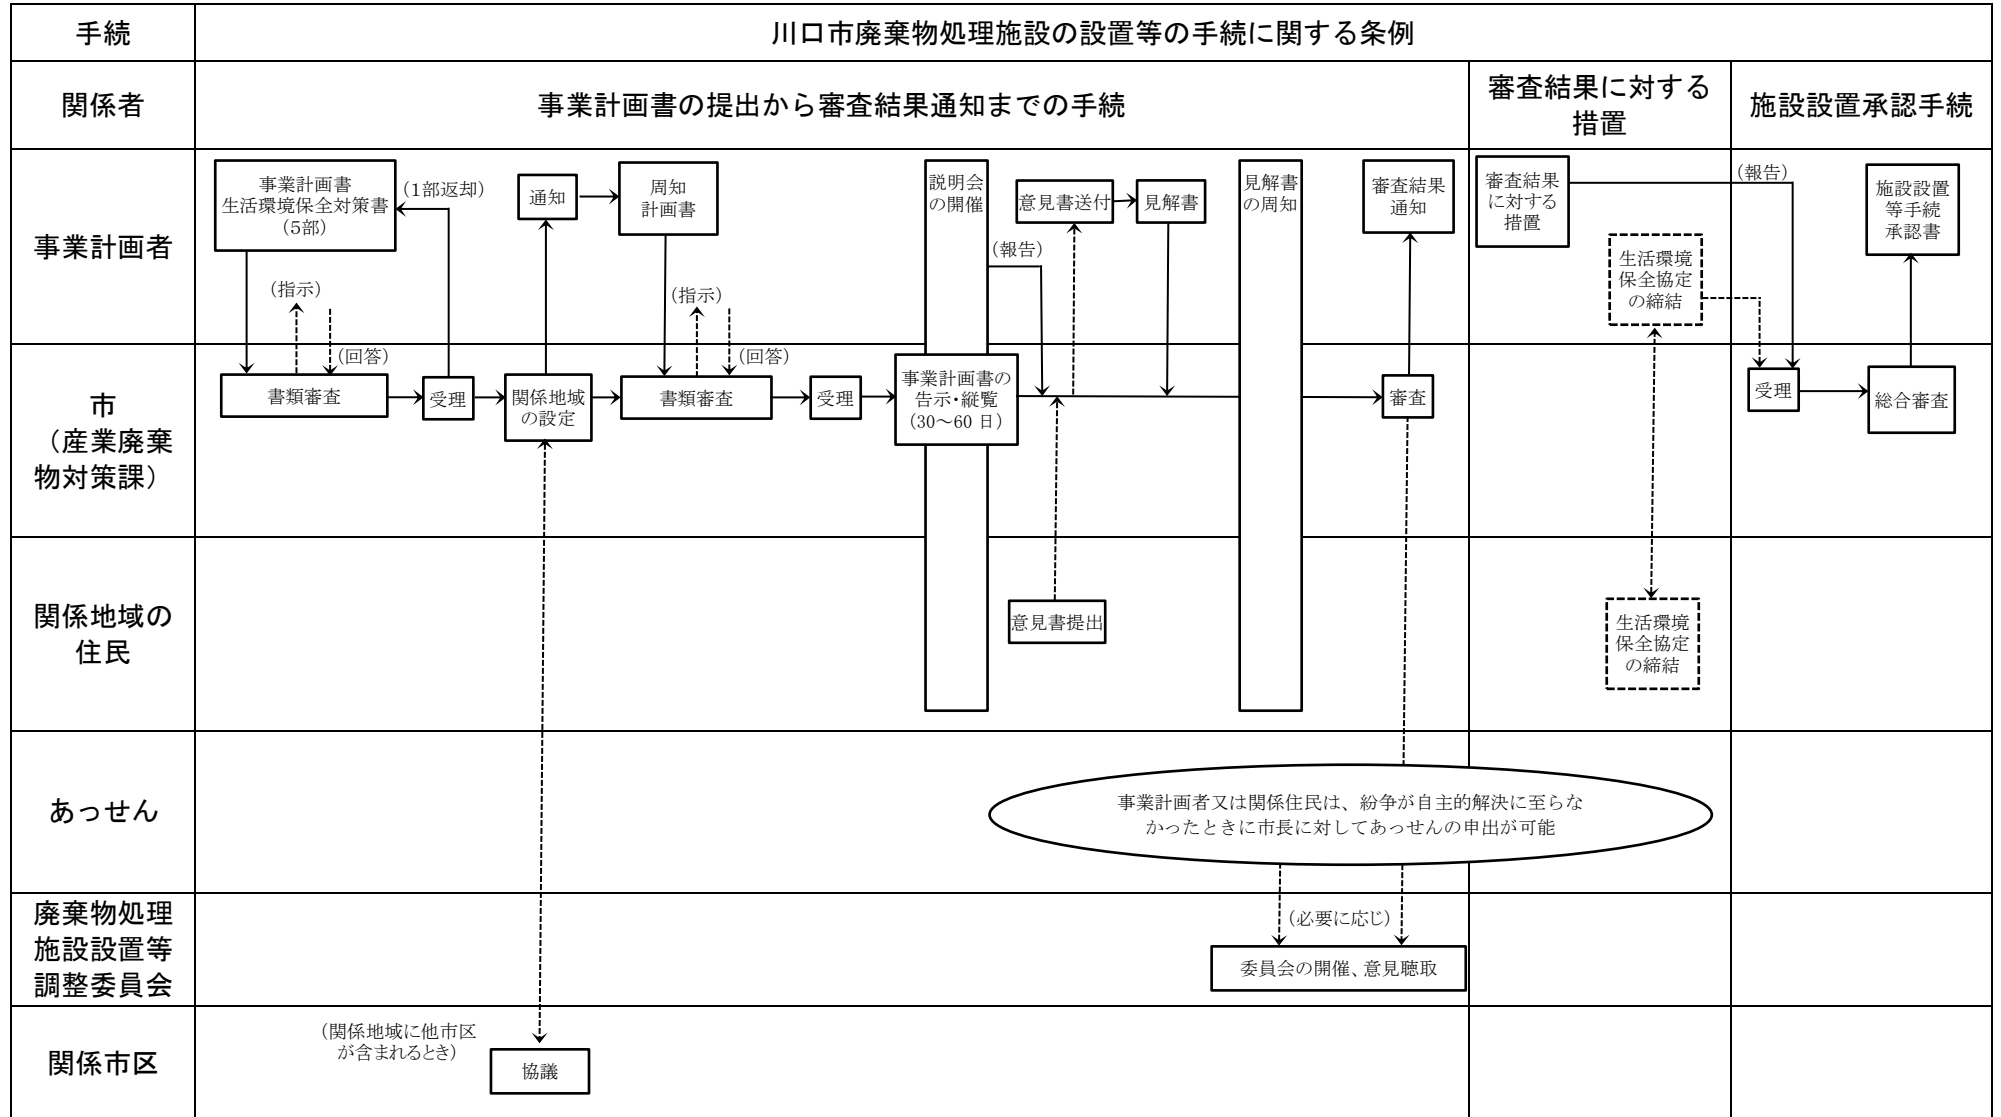 手続
川口市廃棄物処理施設の設置等の手続に関する条例
関係者
事業計画書の提出から審査結果通知までの手続
審査結果に対する
措置
施設設置承認手続
事業計画者
事業計画書
生活環境保全対策書
(5部)
(1部返却)
(指示)
(回答)
通知
周知
計画書
(指示)
(回答)
説明会
の開催
(報告)
意見書送付
見解書
見解書
の周知
審査結果
通知
審査結果
に対する
措置
生活環境
保全協定
の締結
(報告)
施設設置
等手続
承認書
市
(産業廃棄
物対策課)
書類審査
受理
関係地域
の設定
書類審査
受理
事業計画書の
告示・縦覧
(30～60 日)
審査
受理
総合審査
関係地域の
住民
意見書提出
生活環境
保全協定
の締結
あっせん
事業計画者又は関係住民は、紛争が自主的解決に至らな
かったときに市長に対してあっせんの申出が可能
廃棄物処理
施設設置等
調整委員会
(必要に応じ)
委員会の開催、意見聴取
関係市区
(関係地域に他市区
が含まれるとき)
協議